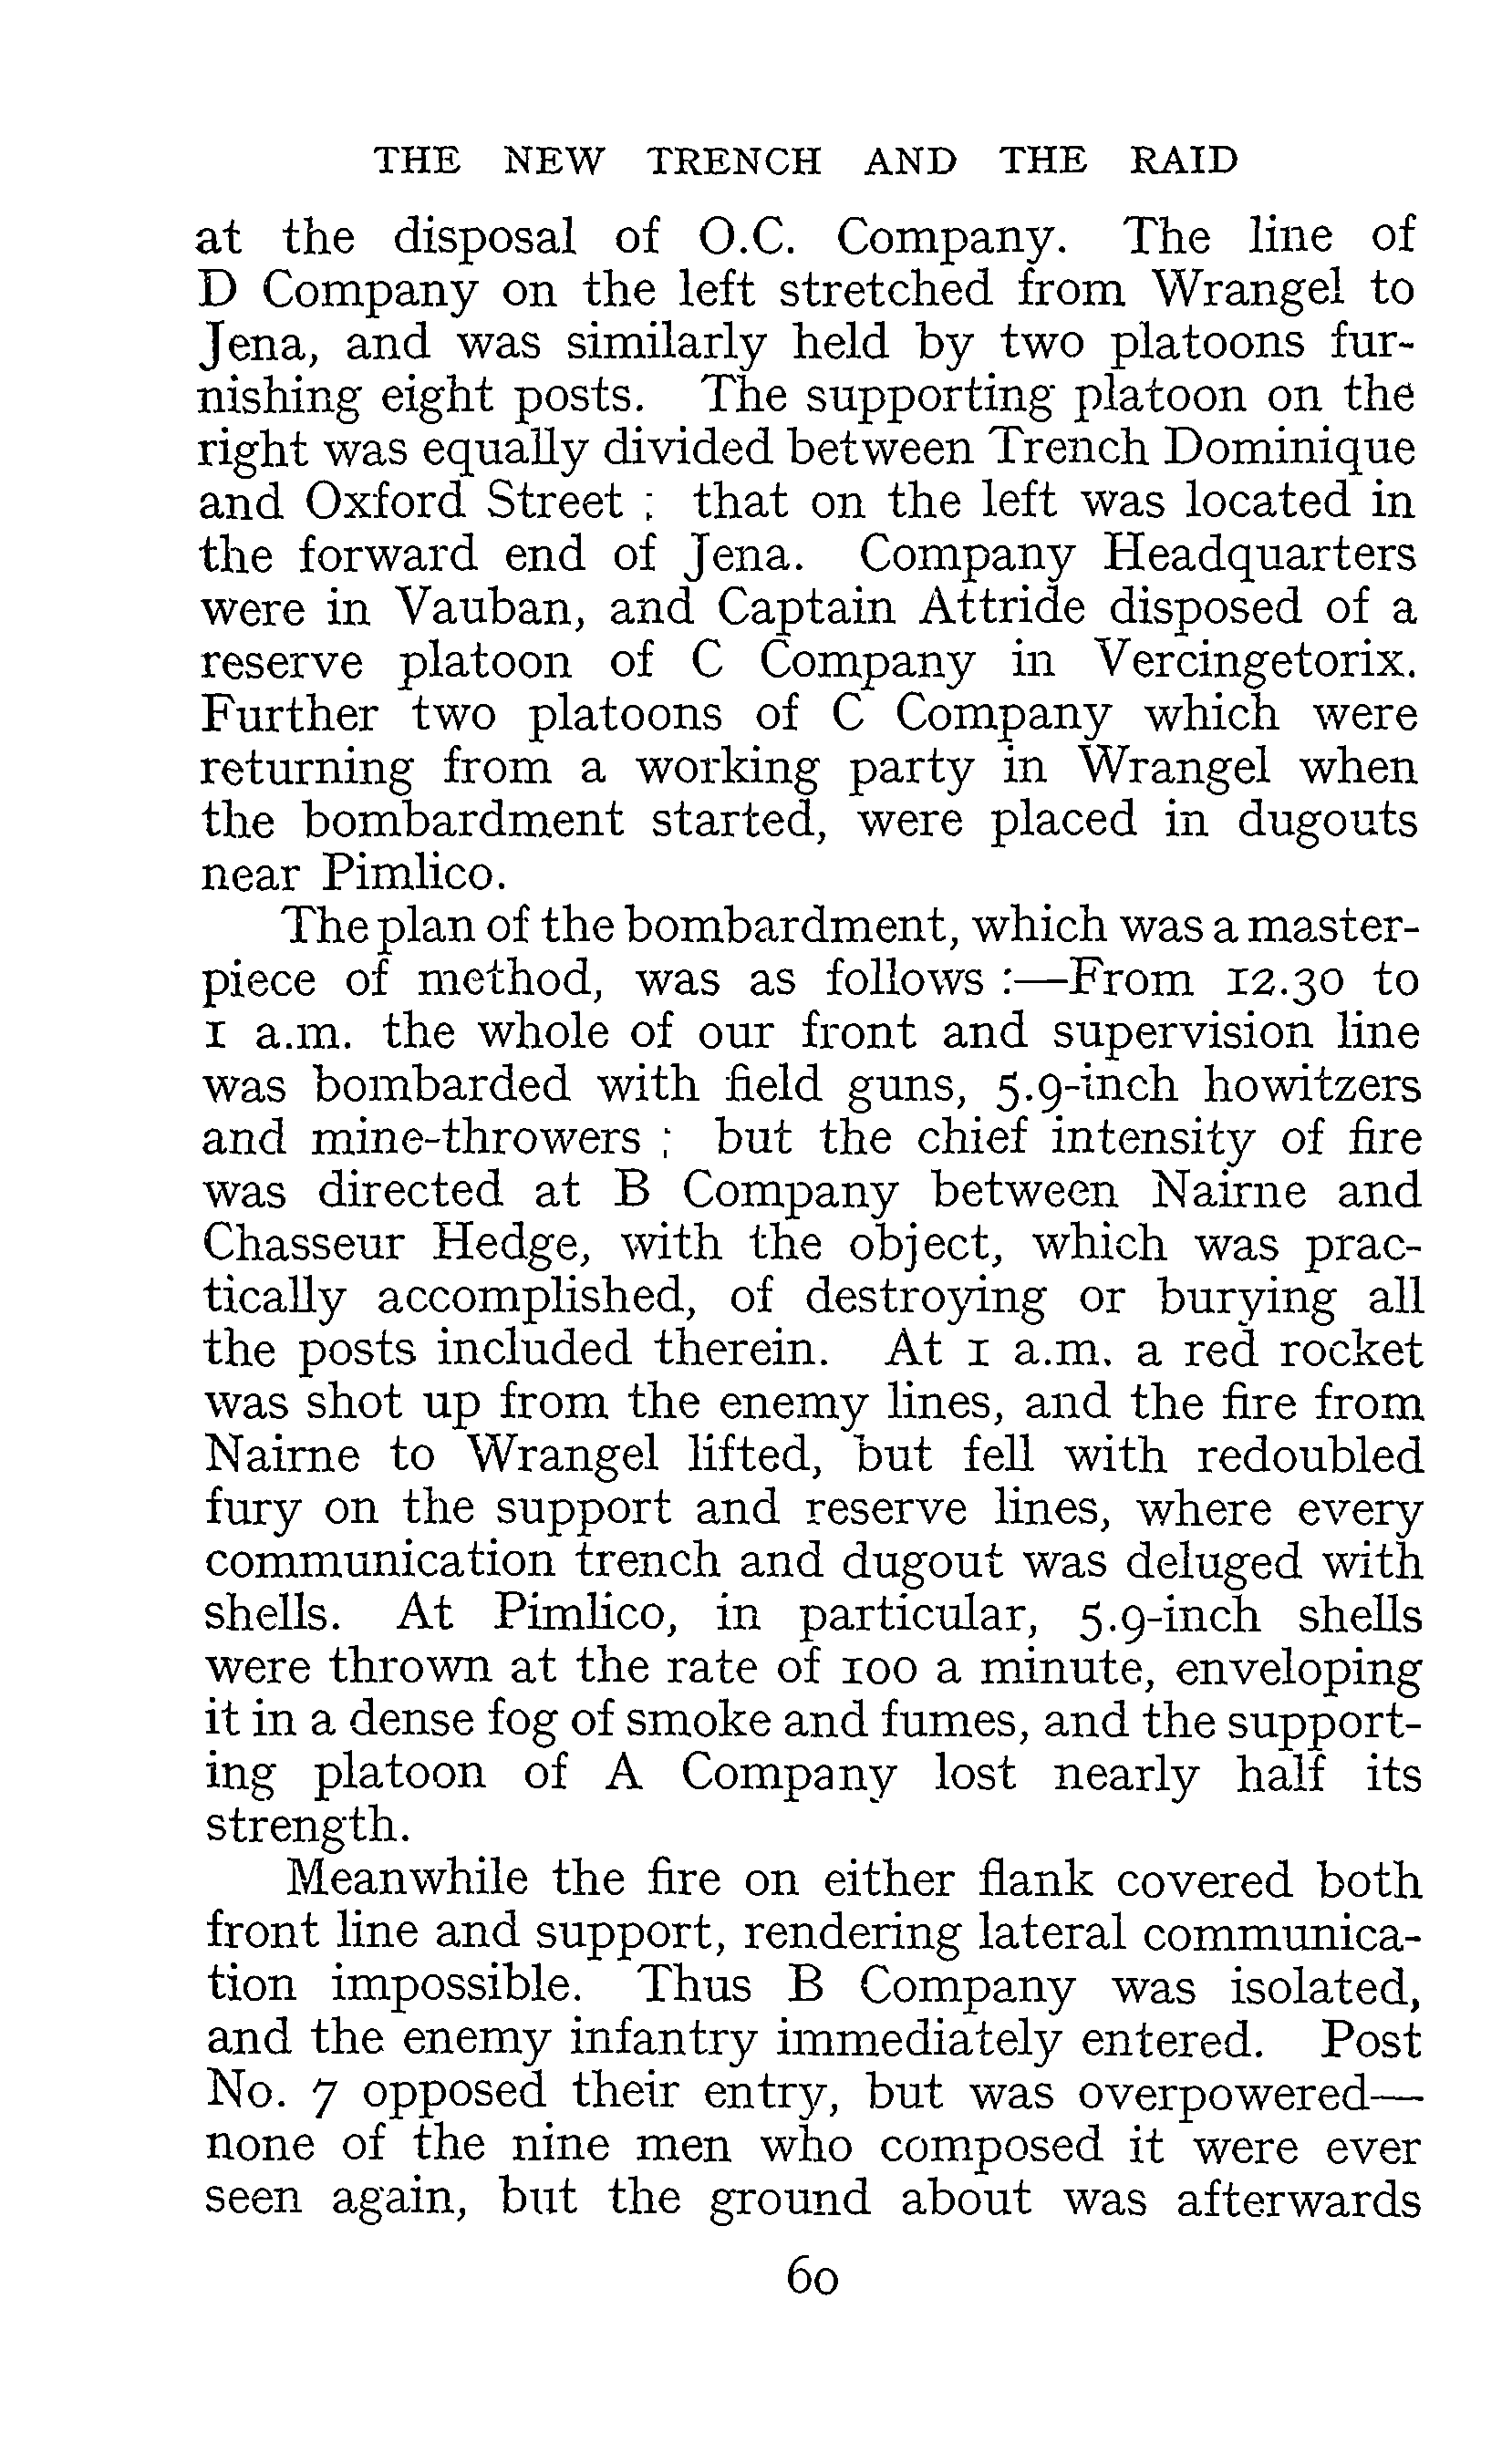 THE NEW TRENCH AND THE RAID
at the disposal of O.C. Company. The line of
D Company on the left stretched from Wrangel to
Jena, and was similarly held by two platoons fur-
nishing eight posts. The supporting platoon on the
right was equally divided between Trench Dominique
and Oxford Street ; that on the left was located in
the forward end of Jena. Company Headquarters
were in Vauban, and Captain Attride disposed of a
reserve platoon of C Company in Vercingetorix.
Further two platoons of C Company which were
returning from a working party in Wrangel when
the bombardment started, were placed in dugouts
near Pimlico.
The plan of the bombardment, which was a master-
piece of method, was as follows :—From 12.30 to
1 a.m. the whole of our front and supervision line
was bombarded with field guns, 5.9-inch howitzers
and mine-throwers ; but the chief intensity of fire
was directed at B Company between Nairne and
Chasseur Hedge, with the object, which was prac-
tically accomplished, of destroying or burying all
the posts included therein. At 1 a.m. a red rocket
was shot up from the enemy lines, and the fire from
Nairne to Wrangel lifted, but fell with redoubled
fury on the support and reserve lines, where every
communication trench and dugout was deluged with
shells. At Pimlico, in particular, 5.9-inch shells
were thrown at the rate of 100 a minute, enveloping
it in a dense fog of smoke and fumes, and the support-
ing platoon of A Company lost nearly half its
strength.
Meanwhile the fire on either flank covered both
front line and support, rendering lateral communica-
tion impossible. Thus B Company was isolated,
and the enemy infantry immediately entered. Post
No. 7 opposed their entry, but was overpowered—
none of the nine men who composed it were ever
seen again, but the ground about was afterwards
60